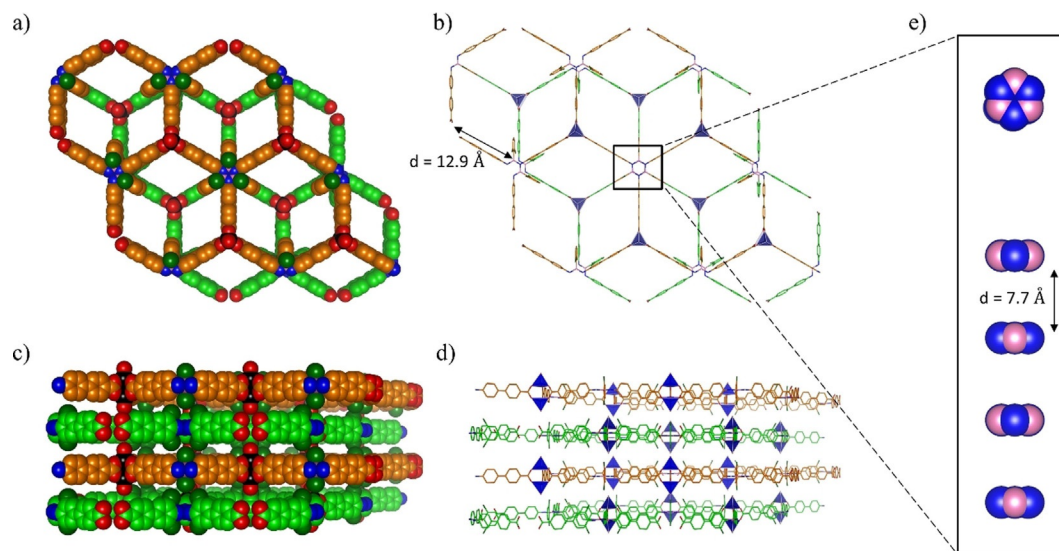 a)
b)
e)
d = 12.9 Å
d = 7.7 Å
c)
d)